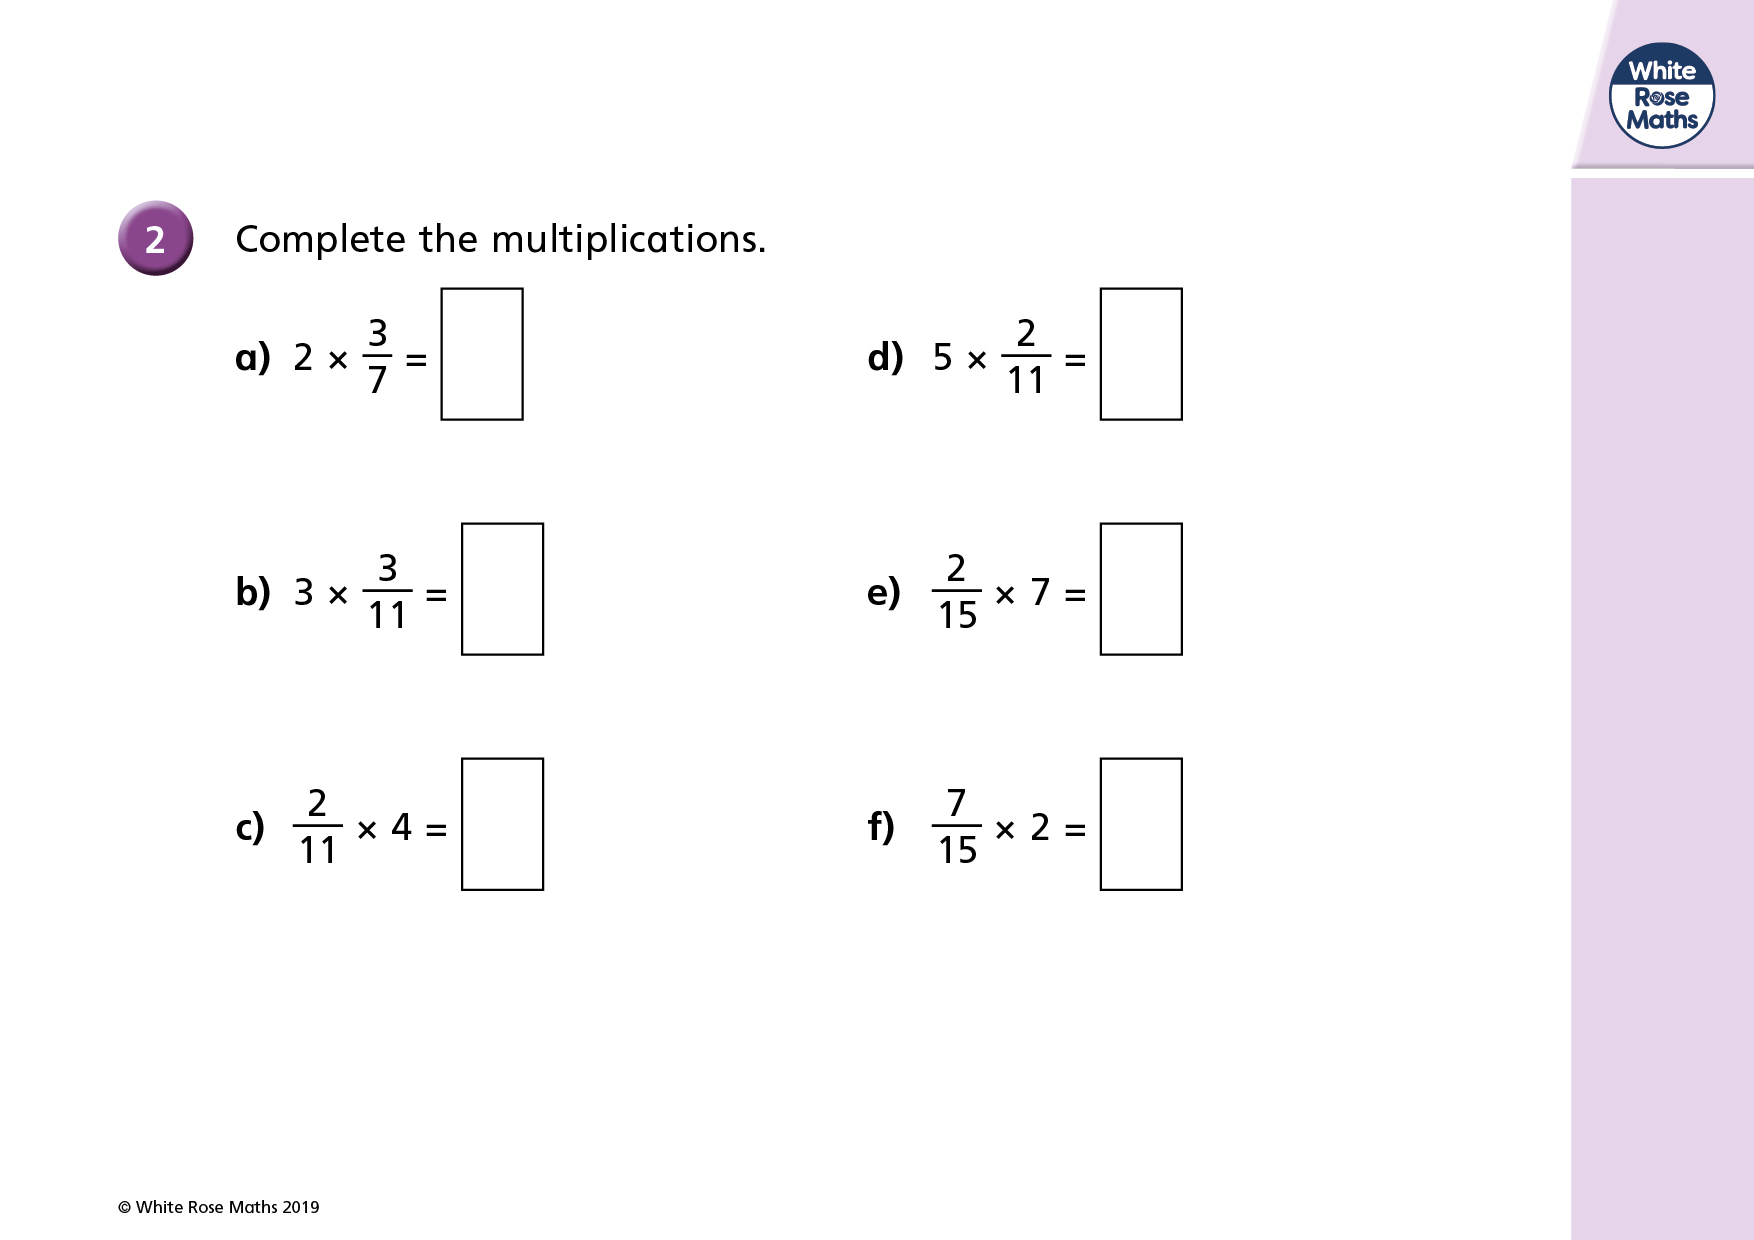 White
Rose
Maths
2 Complete the multiplications.
a) 2 × 3/7 =
d) 5 × 2/11 =
b) 3 × 3/11 =
e) 2/15 × 7 =
c) 2/11 × 4 =
f) 7/15 × 2 =
© White Rose Maths 2019